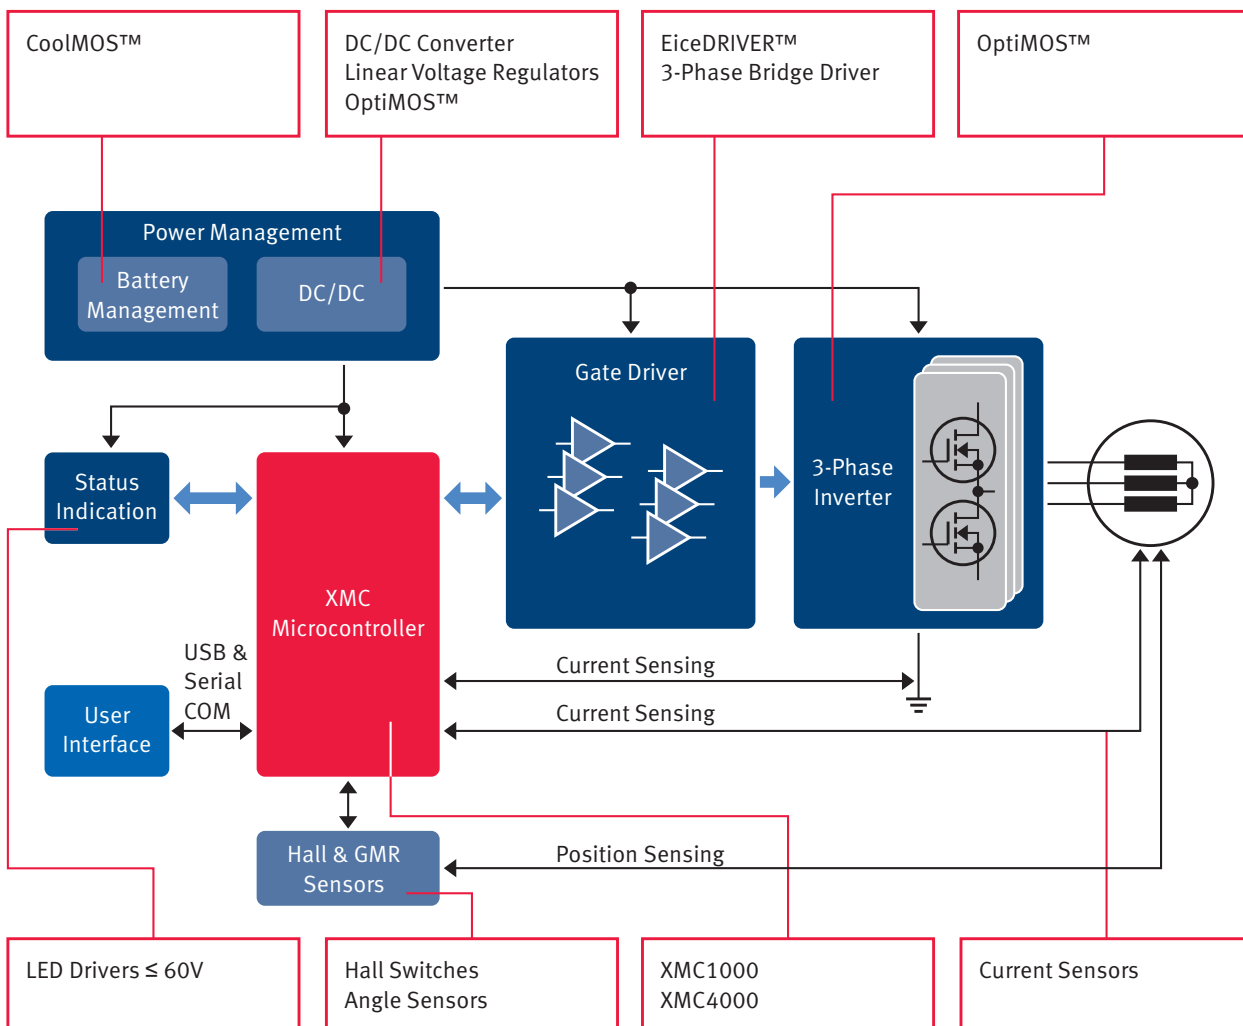 CoolMOS™
DC/DC Converter
Linear Voltage Regulators
OptiMOS™
EiceDRIVER™
3-Phase Bridge Driver
OptiMOS™
Power Management
Battery
Management
DC/DC
Gate Driver
3-Phase
Inverter
Status
Indication
XMC
Microcontroller
USB &
Serial
COM
User
Interface
Current Sensing
Current Sensing
Hall & GMR
Sensors
Position Sensing
LED Drivers ≤ 60V
Hall Switches
Angle Sensors
XMC1000
XMC4000
Current Sensors